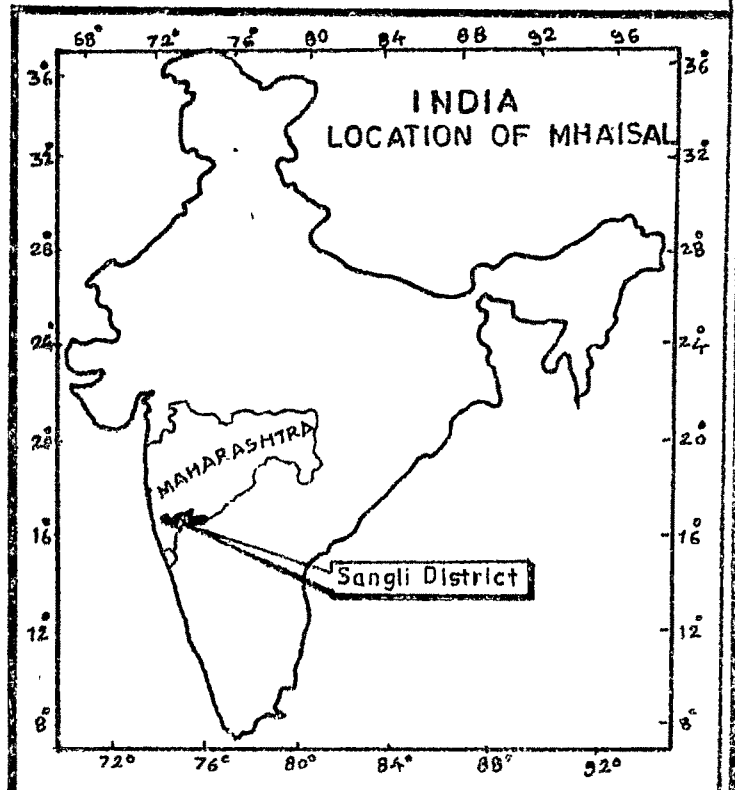 68° 72° 76° 80 84 88 92 96
36° 36°
INDIA
LOCATION OF MHAISAL
32° 32°
28° 28°
24° 24°
20° 20°
MAHARASHTRA
16° 16°
Sangli District
12° 12°
8° 8°
72° 76° 80° 84° 88° 92°